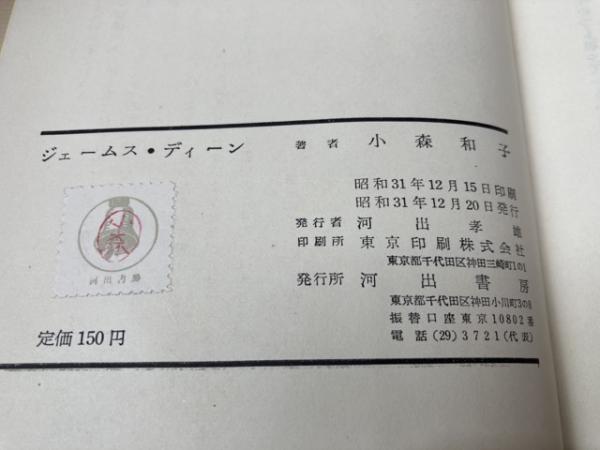 ジェームス・ディーン
著者 小森和子
昭和31年12月15日印刷
昭和31年12月20日発行
発行者 河出孝雄
印刷所 東京印刷株式会社
東京都千代田区神田三崎町1の1
発行所 河出書房
東京都千代田区神田小川町3の8
振替口座東京10802番
電話(29)3721(代表)
河出書房
定価150円